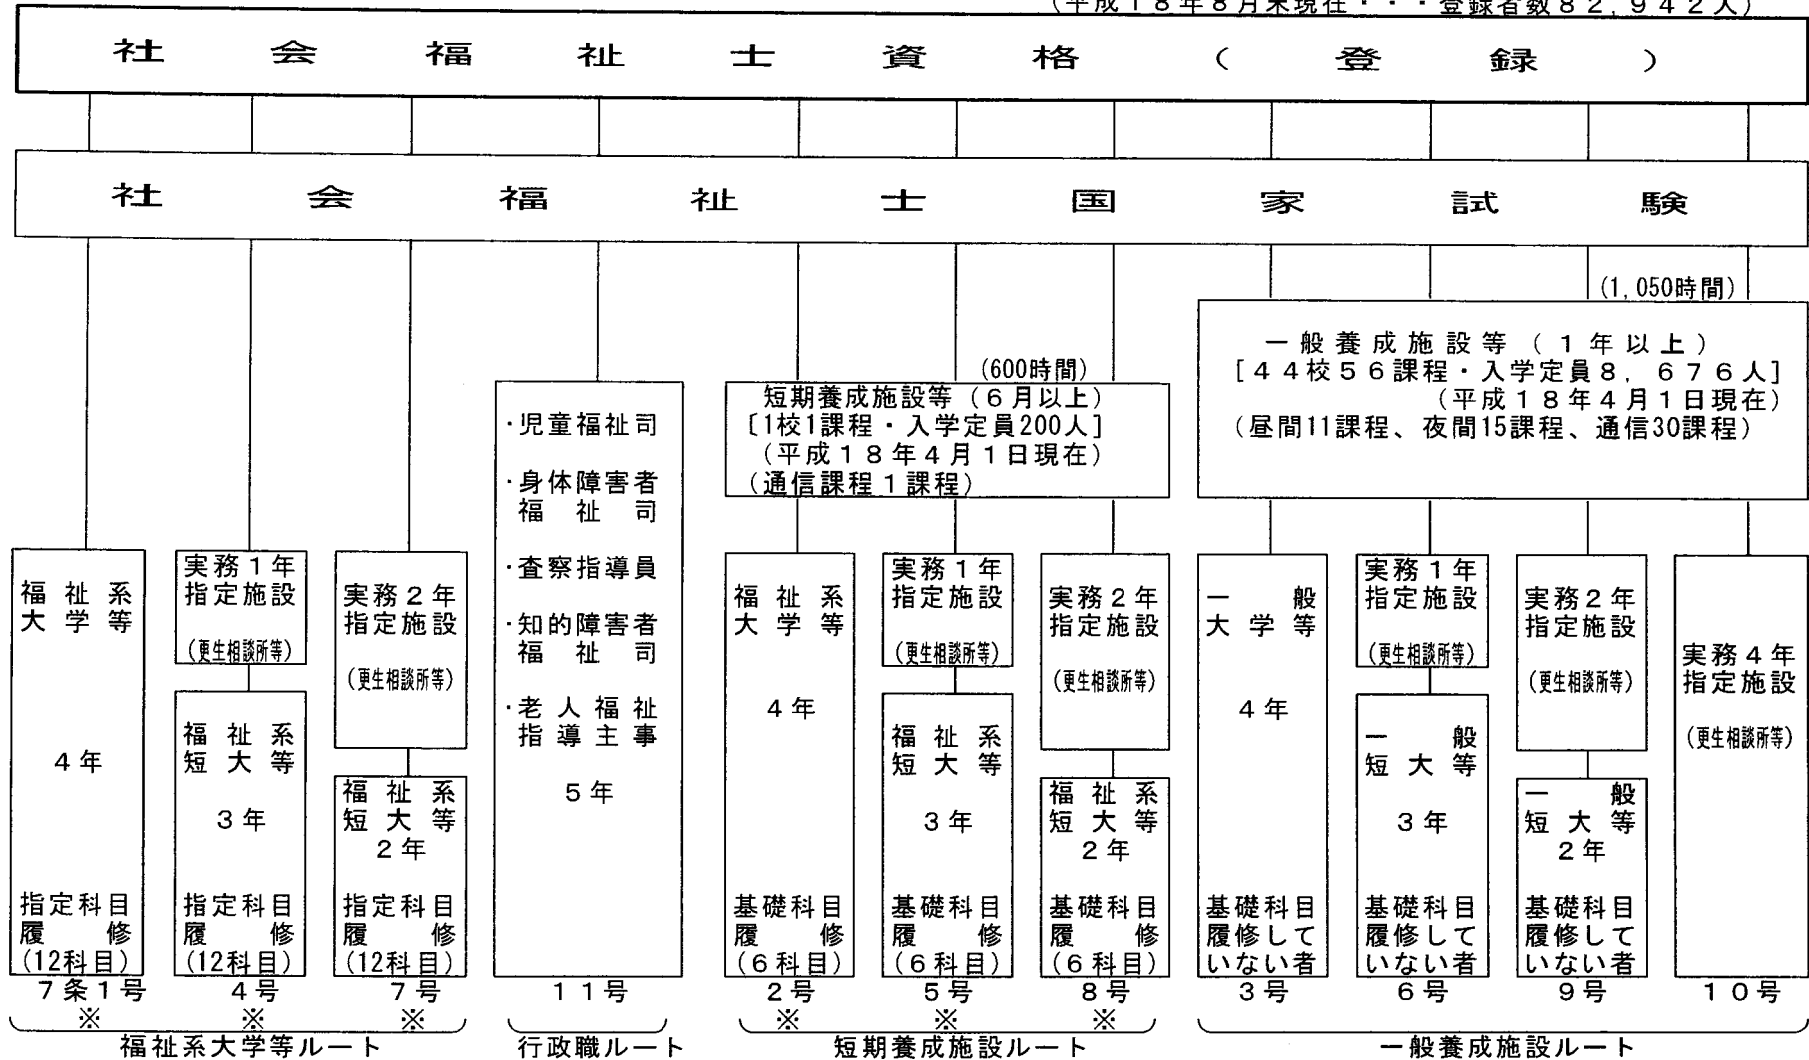 （平成１８年８月末現在・・・登録者数８２，９４２人）
社会福祉士資格（登録）
社会福祉士国家試験
(1,050時間)
一般養成施設等（１年以上）
［４４校５６課程・入学定員８，６７６人］
（平成１８年４月１日現在）
（昼間11課程、夜間15課程、通信30課程）
(600時間)
短期養成施設等（６月以上）
［1校1課程・入学定員200人］
（平成１８年４月１日現在）
（通信課程１課程）
福祉系
大学等
４年
指定科目
履修
(12科目)
７条１号
※
実務１年
指定施設
（更生相談所等）
福祉系
短大等
３年
指定科目
履修
(12科目)
４号
※
実務２年
指定施設
（更生相談所等）
福祉系
短大等
２年
指定科目
履修
(12科目)
７号
※
・児童福祉司
・身体障害者
福祉司
・査察指導員
・知的障害者
福祉司
・老人福祉
指導主事
５年
１１号
福祉系
大学等
４年
基礎科目
履修
(６科目)
２号
※
実務１年
指定施設
（更生相談所等）
福祉系
短大等
３年
基礎科目
履修
(６科目)
５号
※
実務２年
指定施設
（更生相談所等）
福祉系
短大等
２年
基礎科目
履修
(６科目)
８号
※
一般
大学等
４年
基礎科目
履修して
いない者
３号
実務１年
指定施設
（更生相談所等）
一般
短大等
３年
基礎科目
履修して
いない者
６号
実務２年
指定施設
（更生相談所等）
一般
短大等
２年
基礎科目
履修して
いない者
９号
実務４年
指定施設
（更生相談所等）
１０号
福祉系大学等ルート
行政職ルート
短期養成施設ルート
一般養成施設ルート